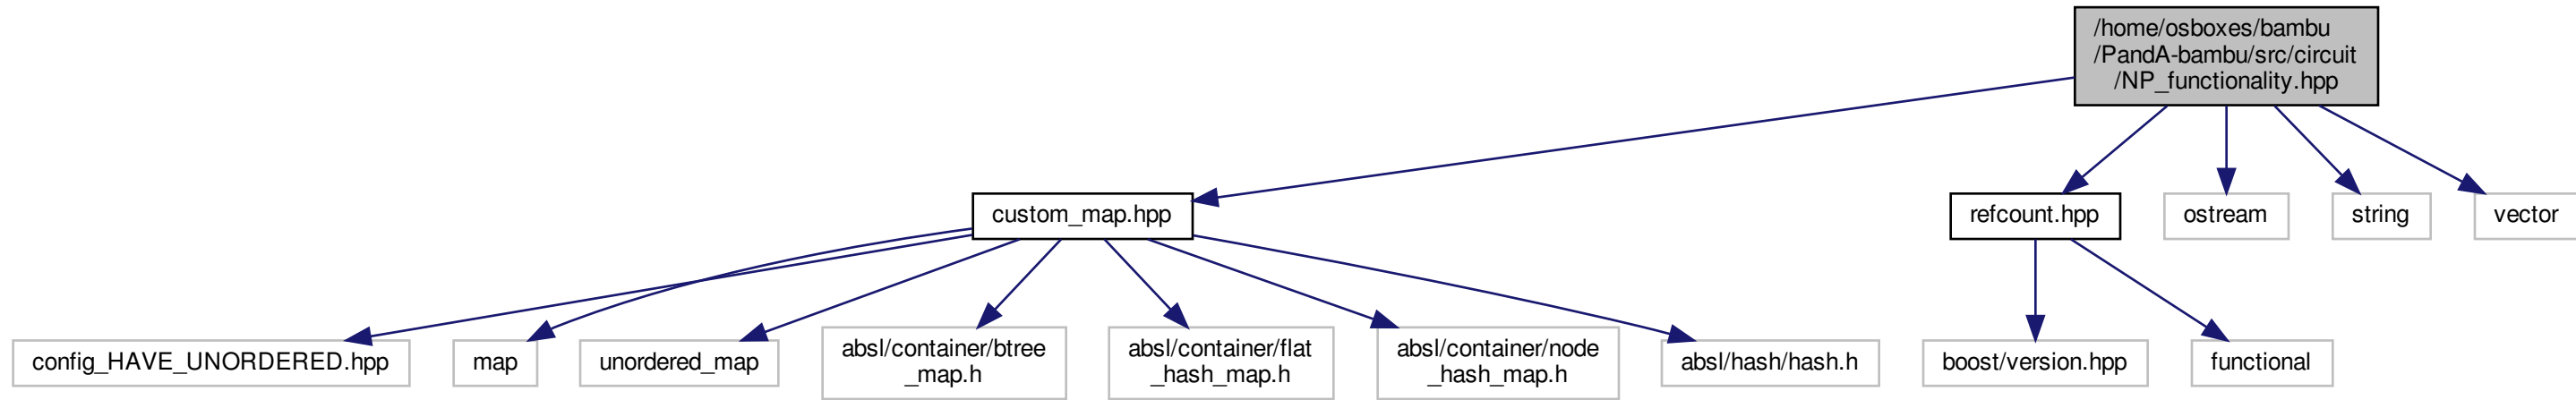 /home/osboxes/bambu
/PandA-bambu/src/circuit
/NP_functionality.hpp
custom_map.hpp
refcount.hpp
ostream
string
vector
config_HAVE_UNORDERED.hpp
map
unordered_map
absl/container/btree
_map.h
absl/container/flat
_hash_map.h
absl/container/node
_hash_map.h
absl/hash/hash.h
boost/version.hpp
functional